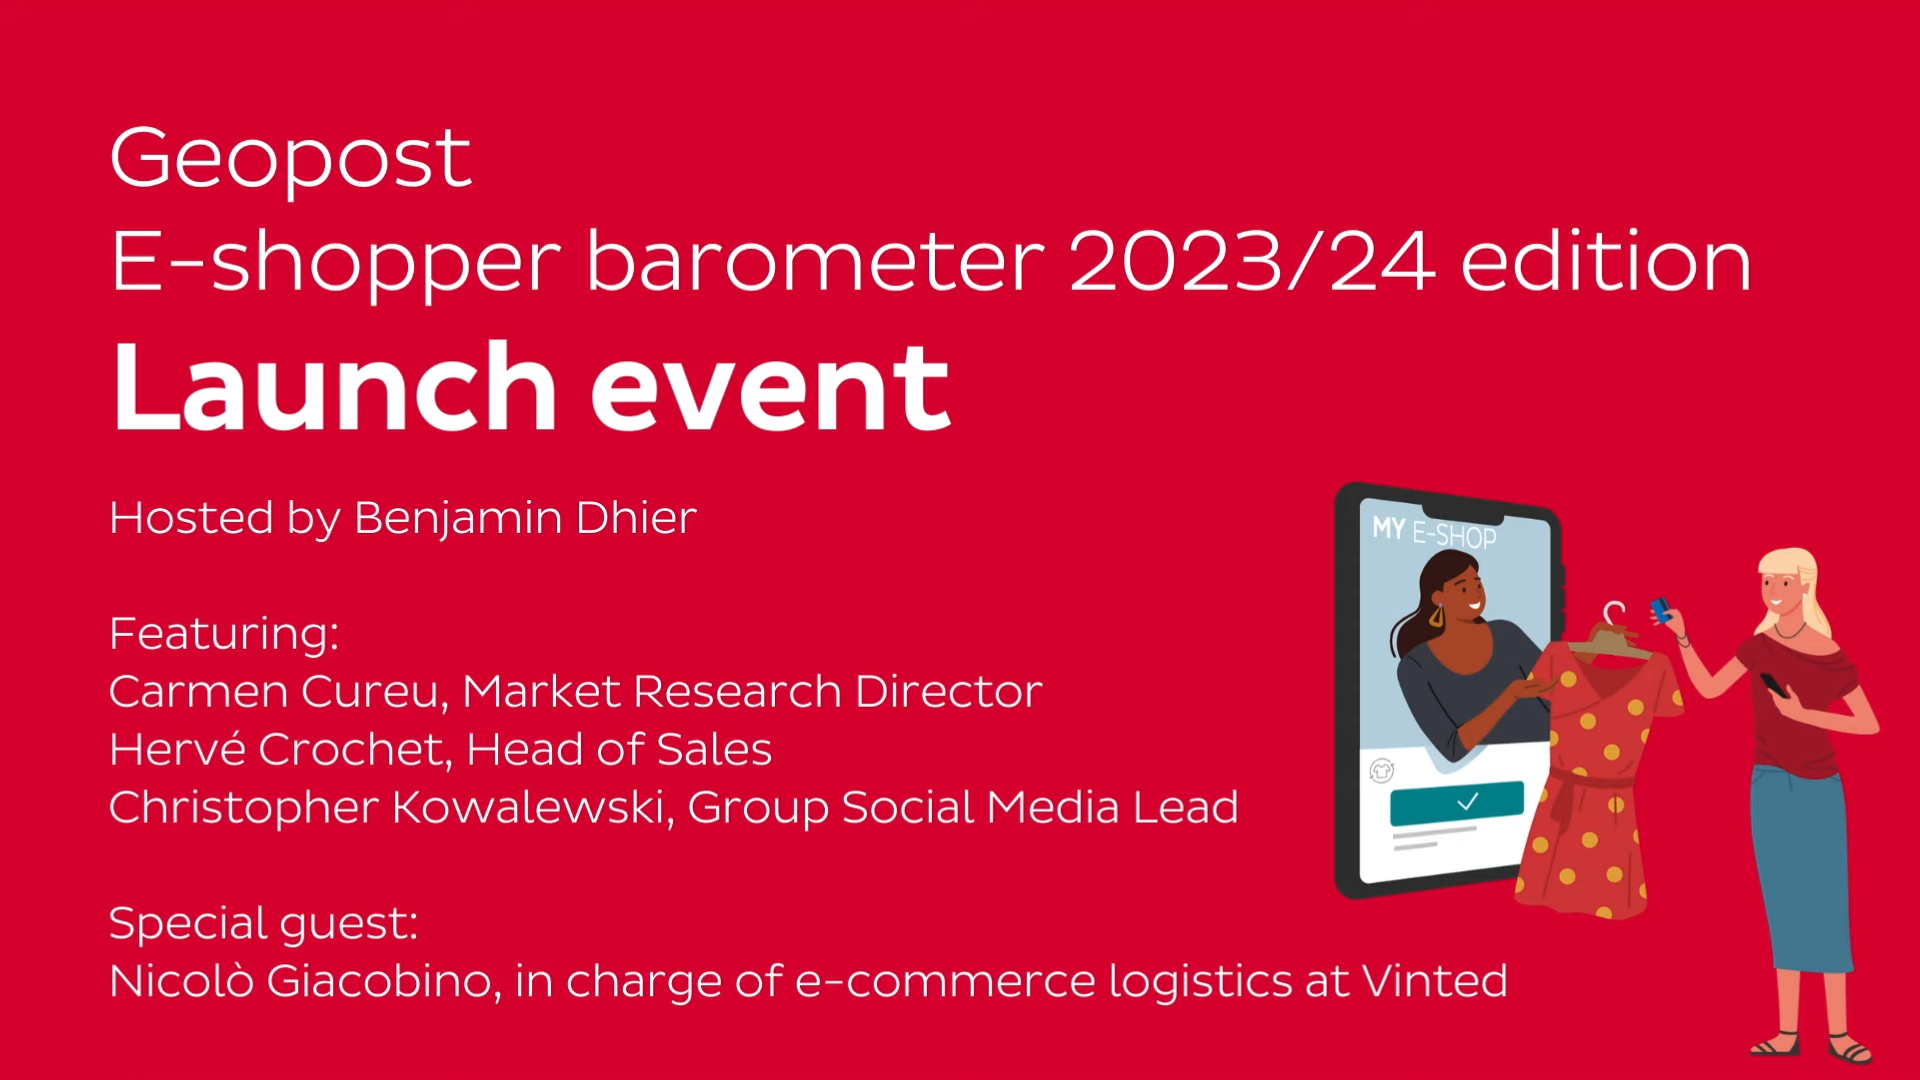 Geopost
E-shopper barometer 2023/24 edition
Launch event
Hosted by Benjamin Dhier
Featuring:
Carmen Cureu, Market Research Director
Hervé Crochet, Head of Sales
Christopher Kowalewski, Group Social Media Lead
Special guest:
Nicolò Giacobino, in charge of e-commerce logistics at Vinted
MY E-SHOP